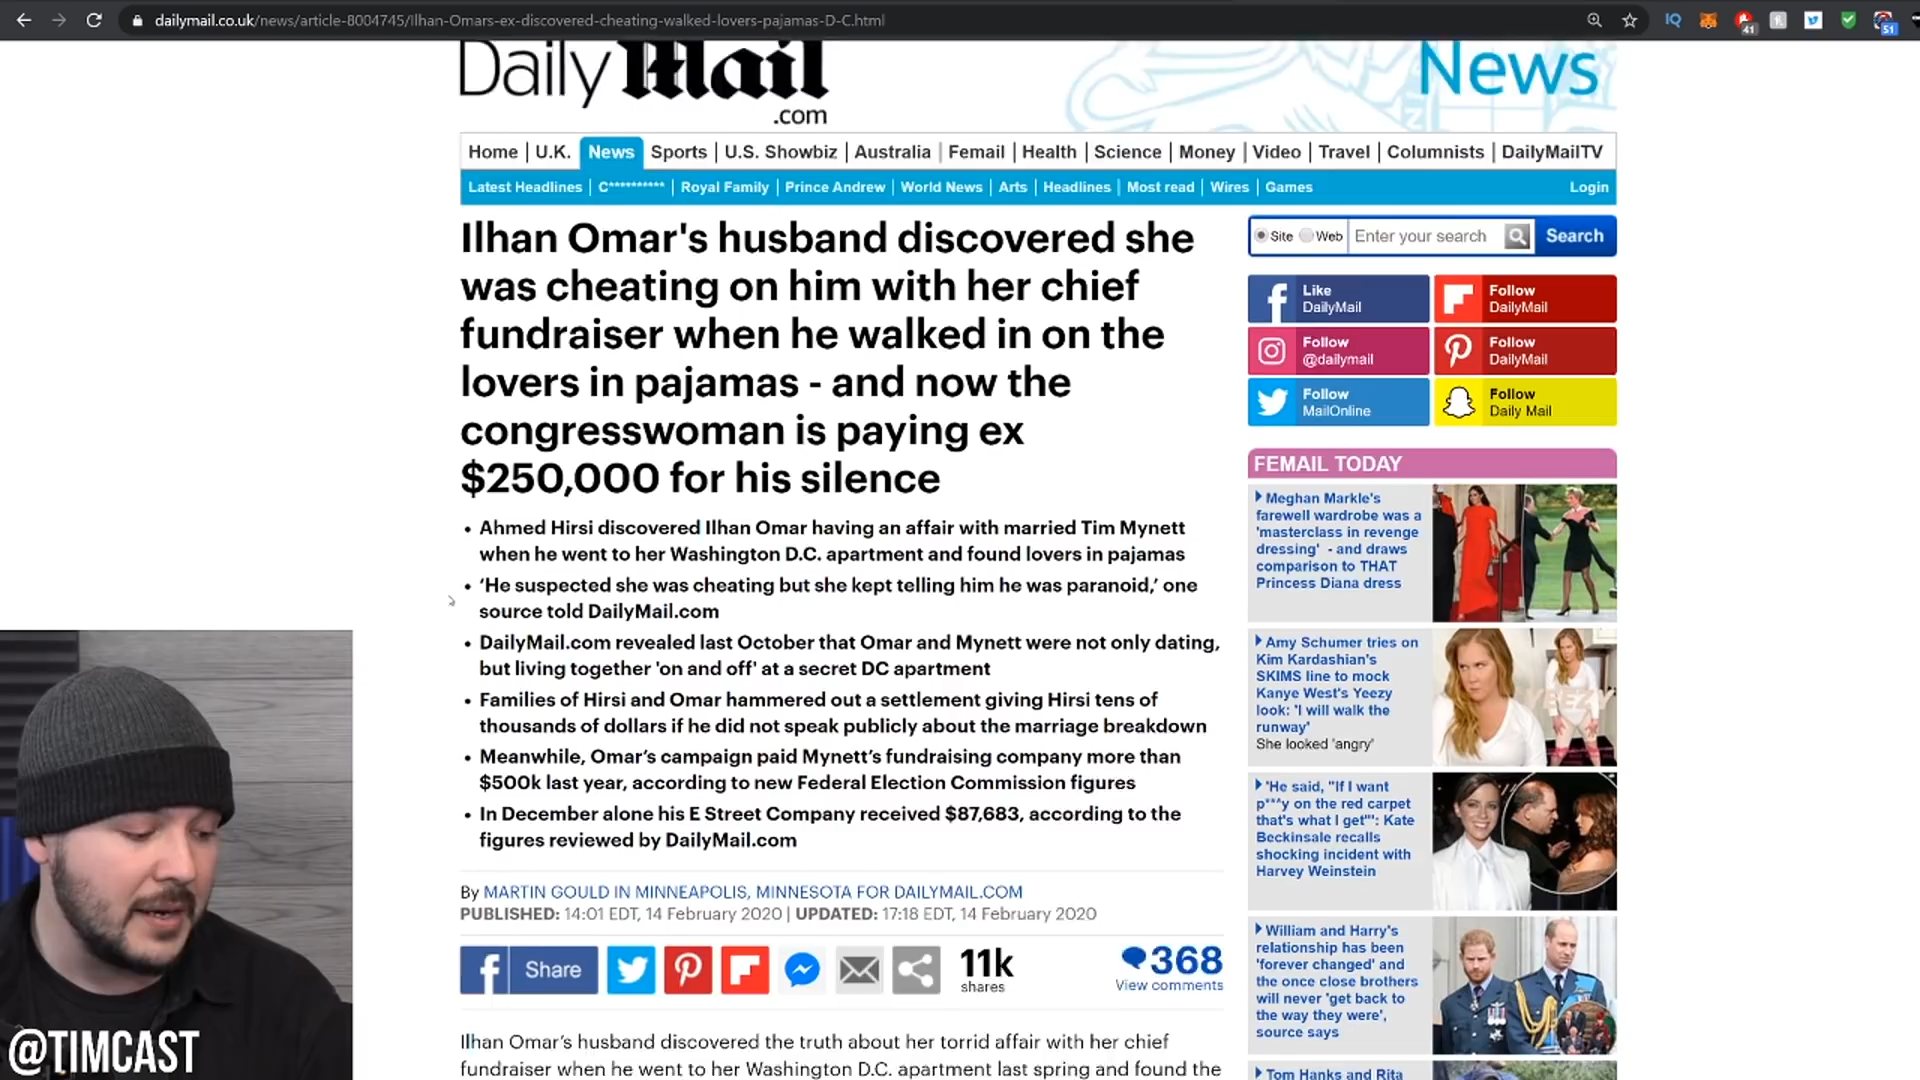 dailymail.co.uk/news/article-8004745/Ilhan-Omars-ex-discovered-cheating-walked-lovers-pajamas-D-C.html
IQ
41
51
Daily Mail
.com
News
Home | U.K. | News | Sports | U.S. Showbiz | Australia | Femail | Health | Science | Money | Video | Travel | Columnists | DailyMailTV
Latest Headlines | C********** | Royal Family | Prince Andrew | World News | Arts | Headlines | Most read | Wires | Games
Login
Ilhan Omar's husband discovered she
was cheating on him with her chief
fundraiser when he walked in on the
lovers in pajamas - and now the
congresswoman is paying ex
$250,000 for his silence
• Ahmed Hirsi discovered Ilhan Omar having an affair with married Tim Mynett
when he went to her Washington D.C. apartment and found lovers in pajamas
• ‘He suspected she was cheating but she kept telling him he was paranoid,’ one
source told DailyMail.com
• DailyMail.com revealed last October that Omar and Mynett were not only dating,
but living together 'on and off' at a secret DC apartment
• Families of Hirsi and Omar hammered out a settlement giving Hirsi tens of
thousands of dollars if he did not speak publicly about the marriage breakdown
• Meanwhile, Omar’s campaign paid Mynett’s fundraising company more than
$500k last year, according to new Federal Election Commission figures
• In December alone his E Street Company received $87,683, according to the
figures reviewed by DailyMail.com
By MARTIN GOULD IN MINNEAPOLIS, MINNESOTA FOR DAILYMAIL.COM
PUBLISHED: 14:01 EDT, 14 February 2020 | UPDATED: 17:18 EDT, 14 February 2020
Share
11k
shares
368
View comments
Ilhan Omar’s husband discovered the truth about her torrid affair with her chief
fundraiser when he went to her Washington D.C. apartment last spring and found the
Site
Web
Enter your search
Search
Like
DailyMail
Follow
DailyMail
Follow
@dailymail
Follow
DailyMail
Follow
MailOnline
Follow
Daily Mail
FEMAIL TODAY
Meghan Markle's
farewell wardrobe was a
'masterclass in revenge
dressing' - and draws
comparison to THAT
Princess Diana dress
Amy Schumer tries on
Kim Kardashian's
SKIMS line to mock
Kanye West's Yeezy
look: 'I will walk the
runway'
She looked 'angry'
YEEZY
'He said, "If I want
p***y on the red carpet
that's what I get"': Kate
Beckinsale recalls
shocking incident with
Harvey Weinstein
William and Harry's
relationship has been
'forever changed' and
the once close brothers
will never 'get back to
the way they were',
source says
Tom Hanks and Rita
@TIMCAST